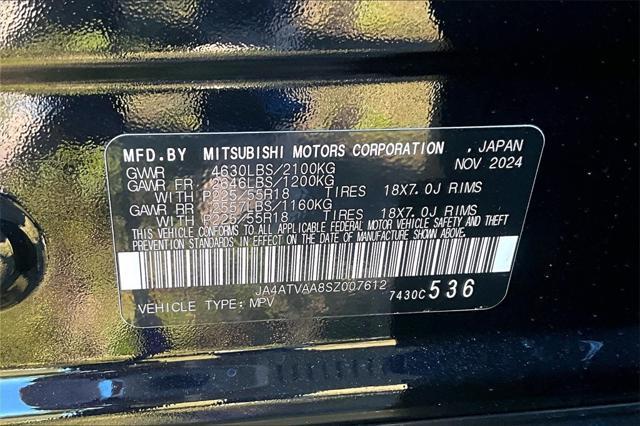 MFD.BY MITSUBISHI MOTORS CORPORATION , JAPAN
GVWR 4630LBS/2100KG NOV 2024
GAWR FR 2646LBS/1200KG
WITH P225/55R18 TIRES 18X7.0J RIMS
GAWR RR 2557LBS/1160KG
WITH P225/55R18 TIRES 18X7.0J RIMS
THIS VEHICLE CONFORMS TO ALL APPLICABLE FEDERAL MOTOR VEHICLE SAFETY AND THEFT
PREVENTION STANDARDS IN EFFECT ON THE DATE OF MANUFACTURE SHOWN ABOVE.
JA4ATVAA8SZ007612
VEHICLE TYPE:MPV 7430C 536